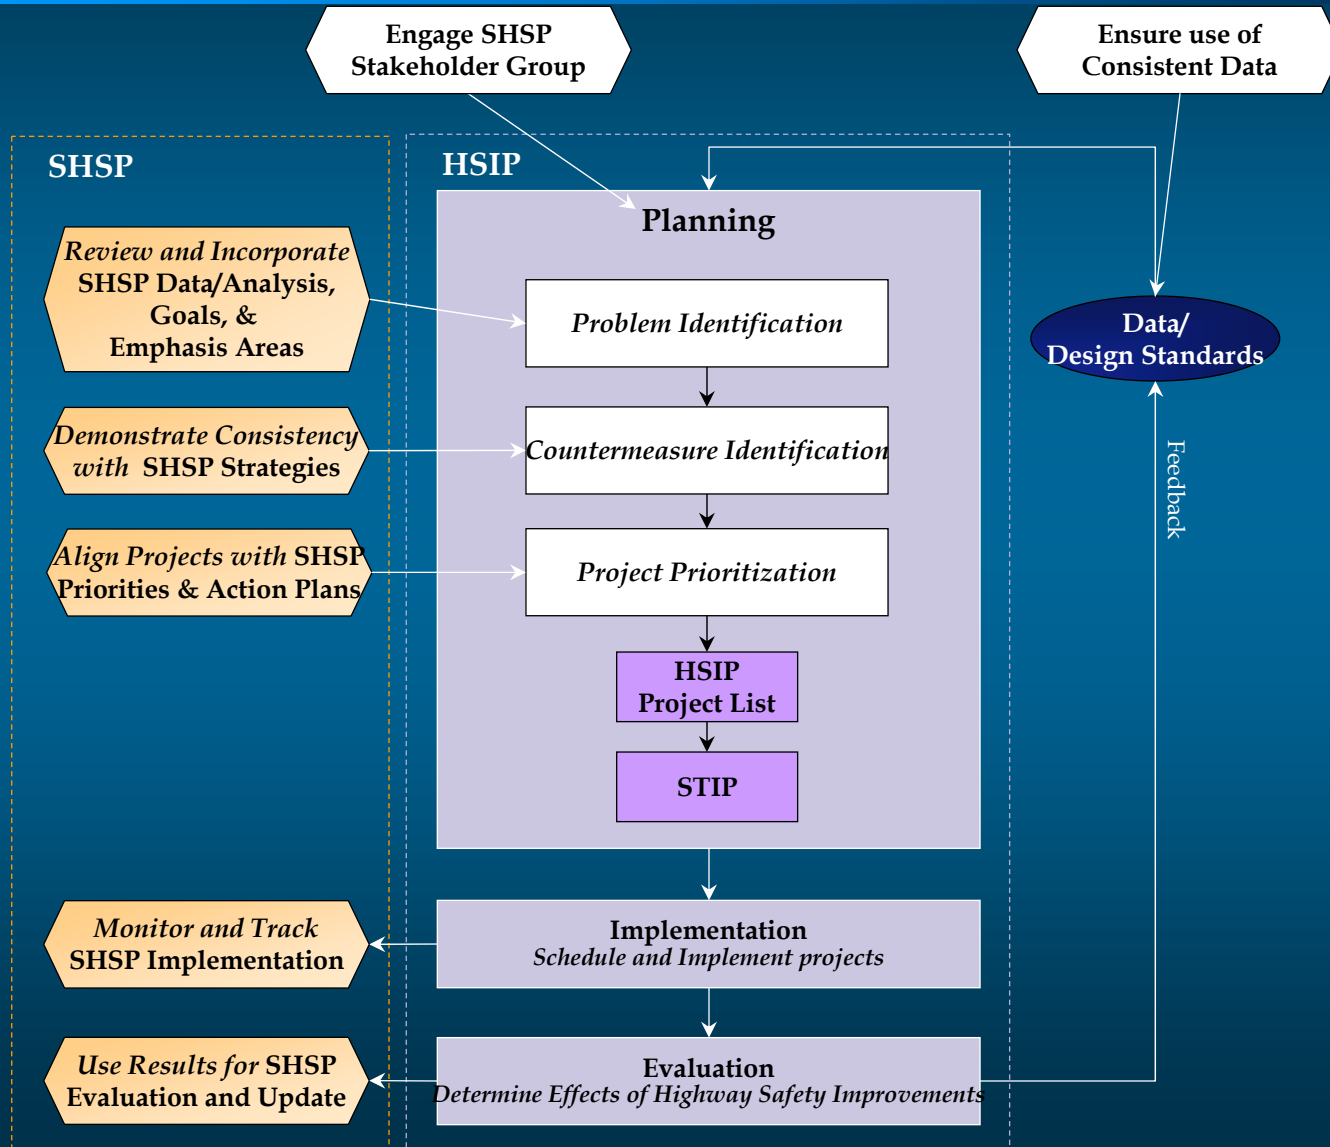 Engage SHSP
Stakeholder Group
Ensure use of
Consistent Data
SHSP
HSIP
Planning
Review and Incorporate
SHSP Data/Analysis,
Goals, &
Emphasis Areas
Problem Identification
Data/
Design Standards
Demonstrate Consistency
with SHSP Strategies
Countermeasure Identification
Feedback
Align Projects with SHSP
Priorities & Action Plans
Project Prioritization
HSIP
Project List
STIP
Monitor and Track
SHSP Implementation
Implementation
Schedule and Implement projects
Use Results for SHSP
Evaluation and Update
Evaluation
Determine Effects of Highway Safety Improvements